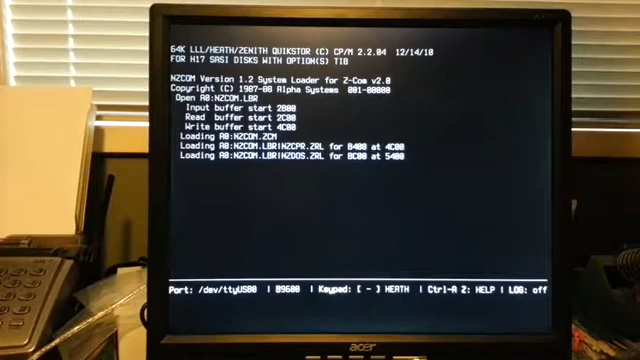 64K LLL/HEATH/ZENITH QUIKSTOR (C) CP/M 2.2.04 12/14/10
FOR H17 SASI DISKS WITH OPTION(S) TIB
NZCOM Version 1.2 System Loader for Z-Com v2.0
Copyright (C) 1987-88 Alpha Systems 001-00000
Open A0:NZCOM.LBR
Input buffer start 2B00
Read buffer start 2C00
Write buffer start 4C00
Loading A0:NZCOM.ZCM
Loading A0:NZCOM.LBR|NZCPR.ZRL for B400 at 4C00
Loading A0:NZCOM.LBR|NZDOS.ZRL for BC00 at 5400
Port: /dev/ttyUSB0 | B9600 | Keypad: [ - ] HEATH | Ctrl-A Z: HELP | LOG: off
acer